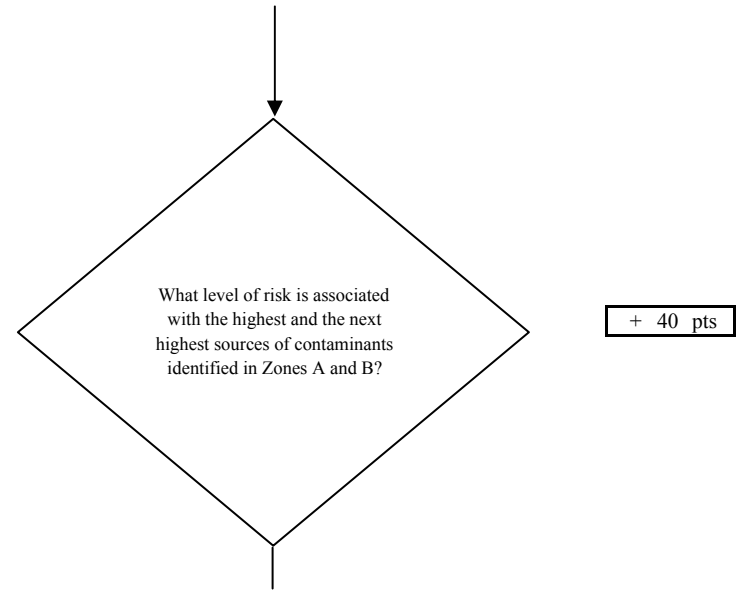 What level of risk is associated
with the highest and the next
highest sources of contaminants
identified in Zones A and B?
+ 40 pts